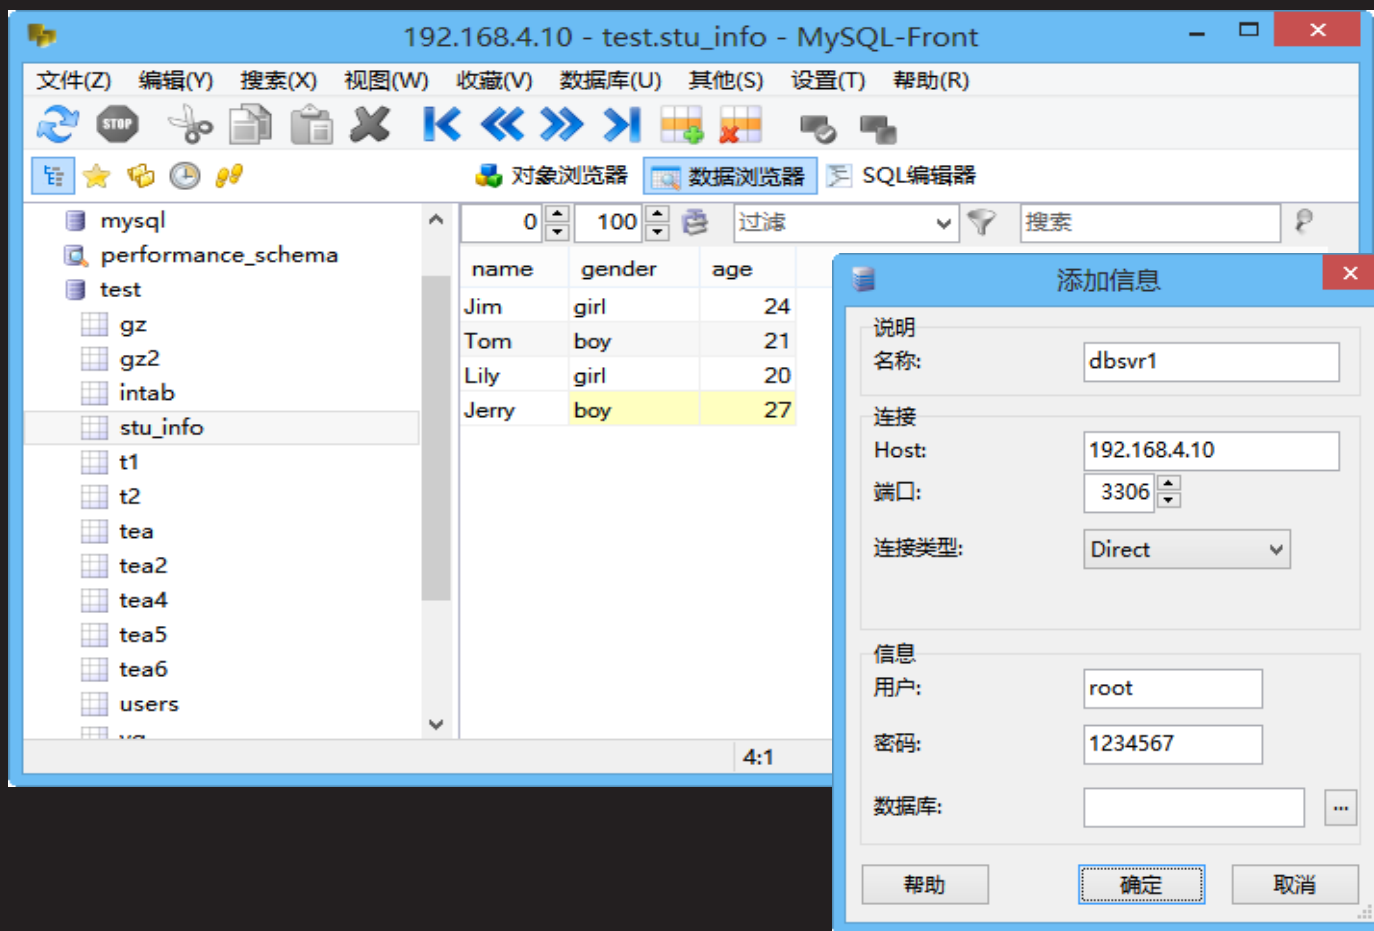 192.168.4.10 - test.stu_info - MySQL-Front
文件(Z) 编辑(Y) 搜索(X) 视图(W) 收藏(V) 数据库(U) 其他(S) 设置(T) 帮助(R)
STOP
对象浏览器 数据浏览器 SQL编辑器
0 100 过滤 搜索
mysql
performance_schema
test
gz
gz2
intab
stu_info
t1
t2
tea
tea2
tea4
tea5
tea6
users
name gender age
Jim girl 24
Tom boy 21
Lily girl 20
Jerry boy 27
4:1
添加信息
说明
名称: dbsvr1
连接
Host: 192.168.4.10
端口: 3306
连接类型: Direct
信息
用户: root
密码: 1234567
数据库: ...
帮助 确定 取消